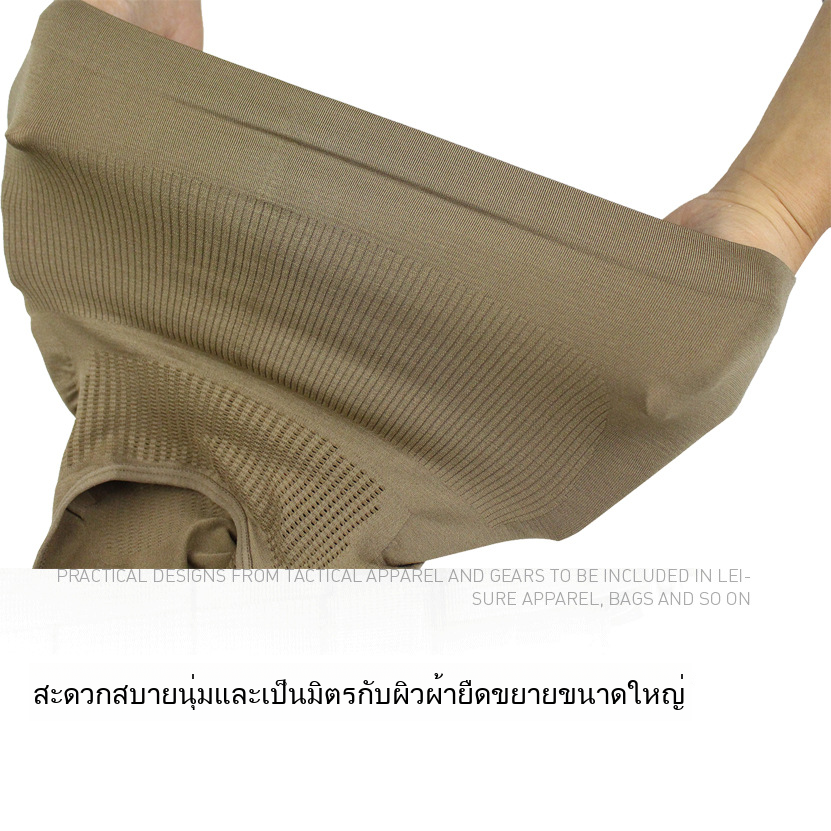 PRACTICAL DESIGNS FROM TACTICAL APPAREL AND GEARS TO BE INCLUDED IN LEI-
SURE APPAREL, BAGS AND SO ON
สะดวกสบายนุ่มและเป็นมิตรกับผิวผ้ายืดขยายขนาดใหญ่